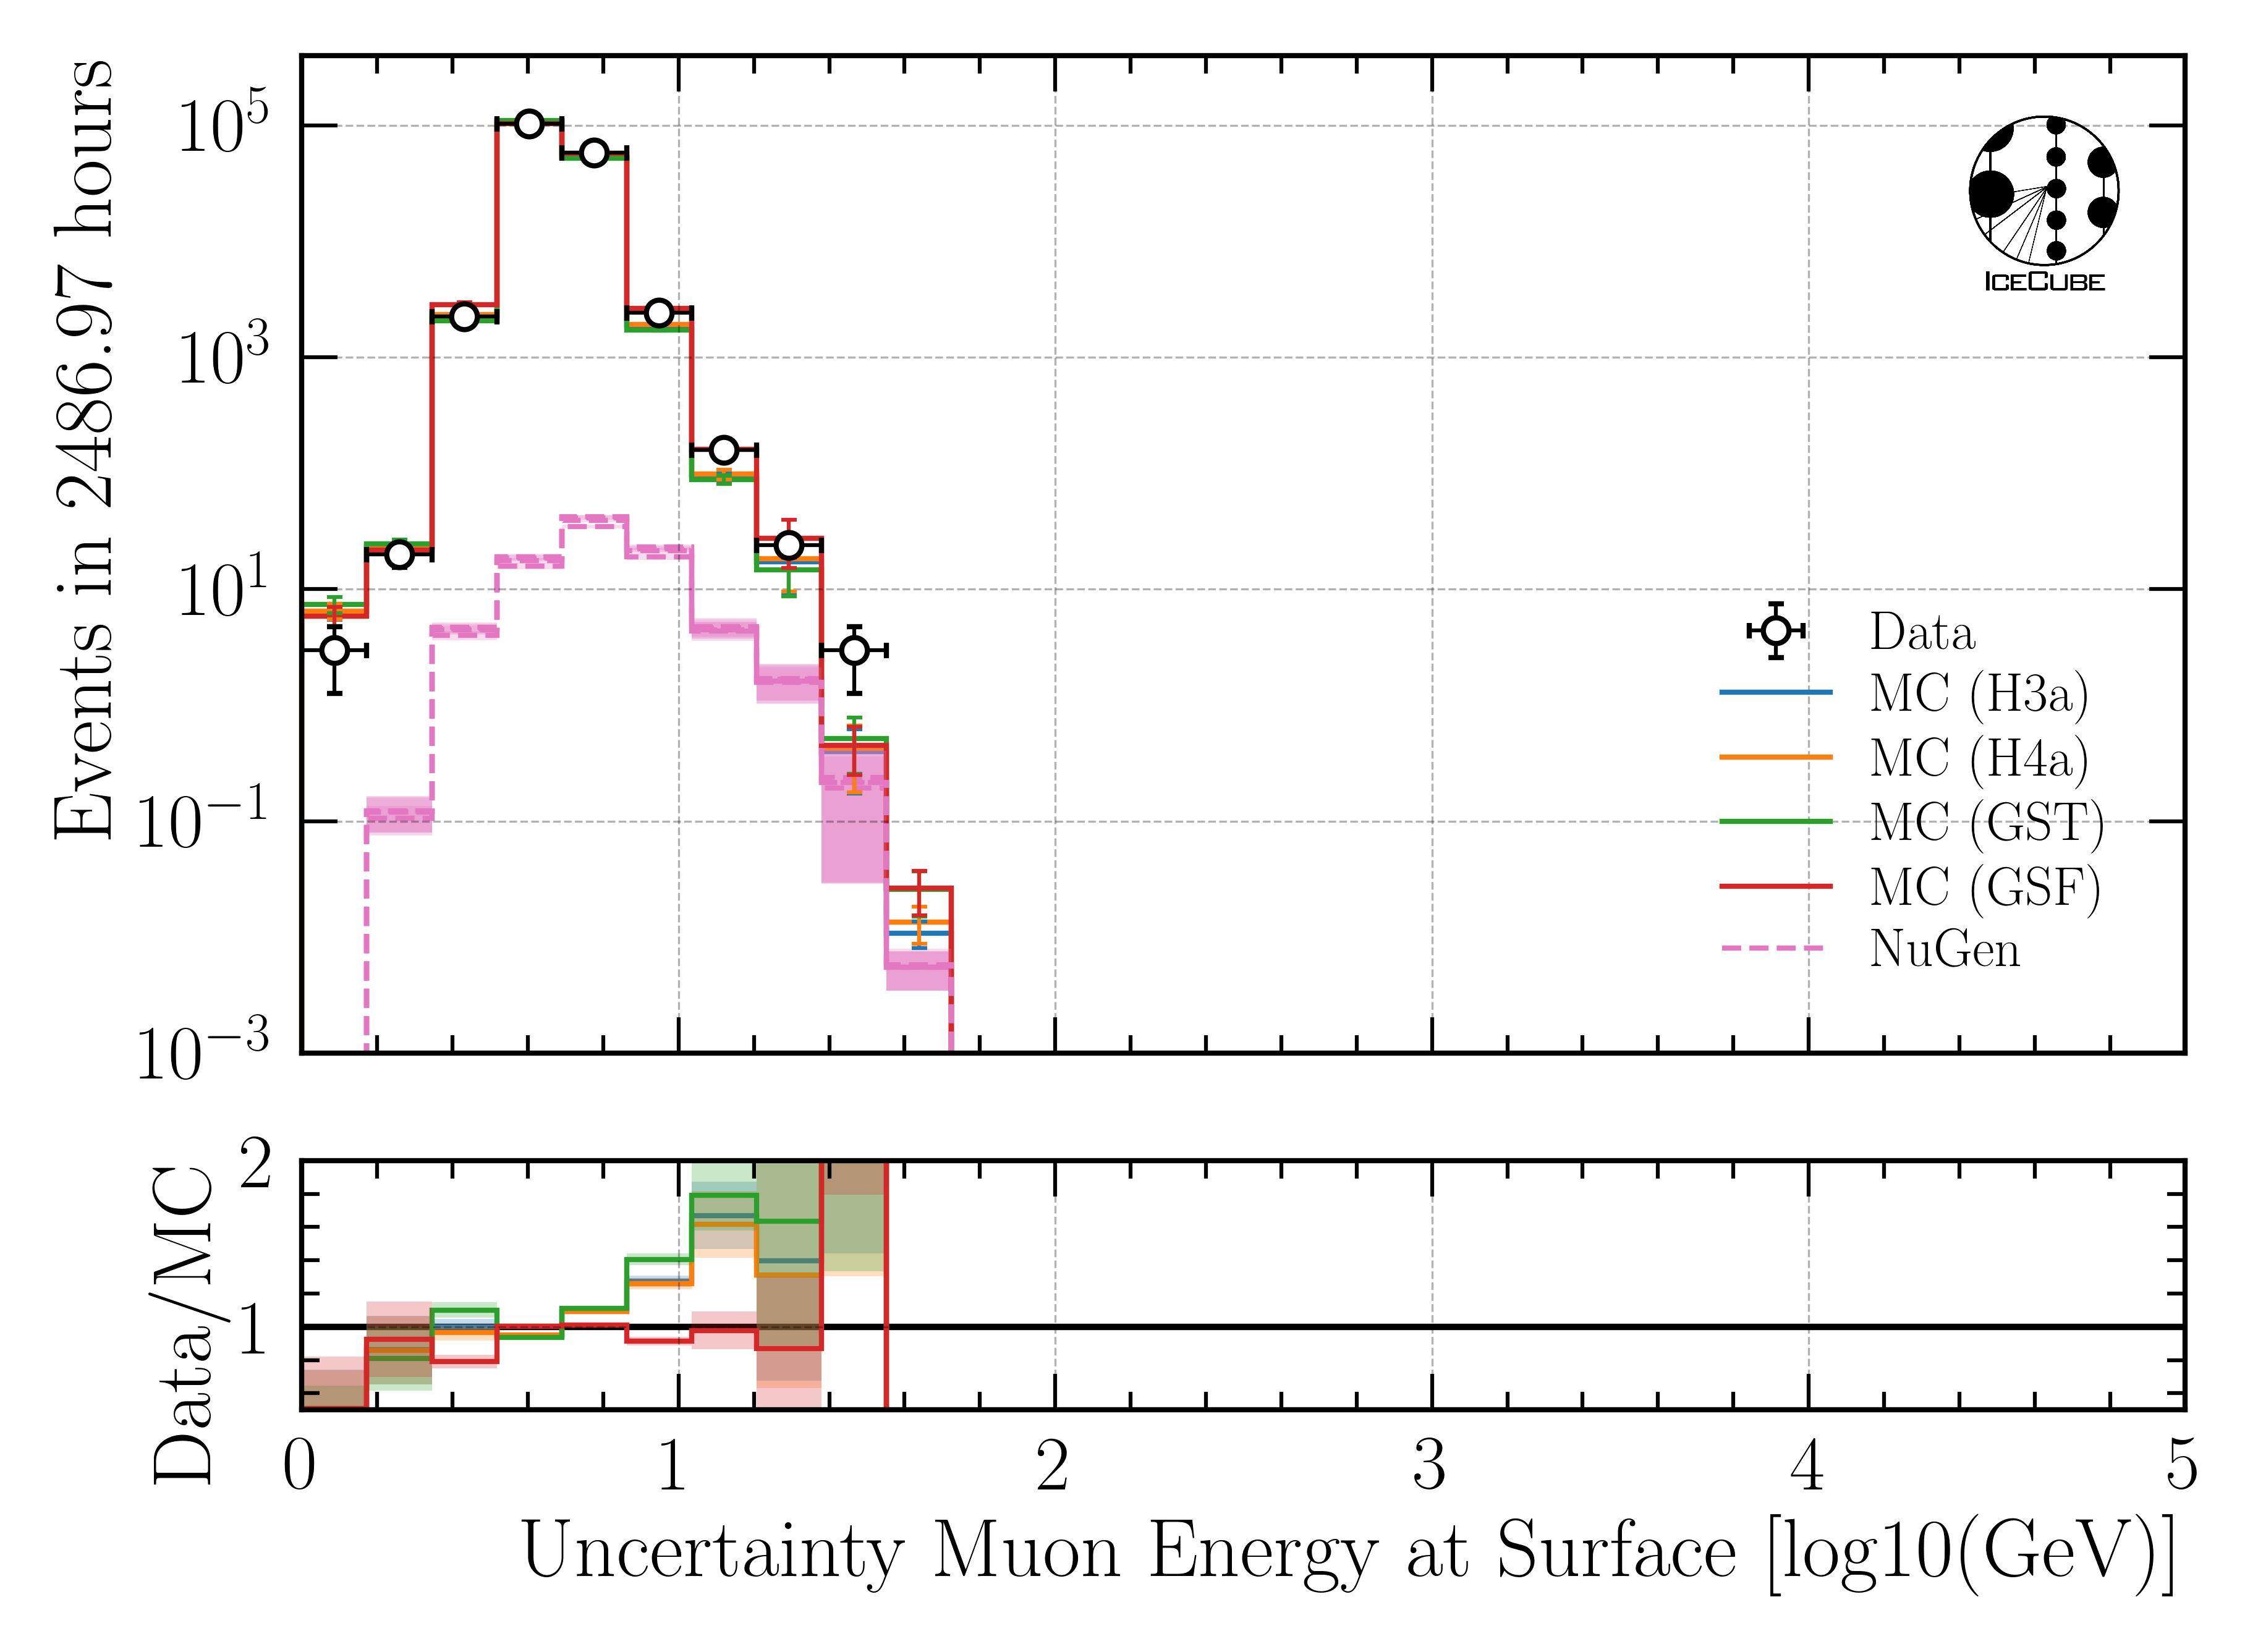 Events in 2486.97 hours
10^5
10^3
10^1
10^−1
10^−3
ICECUBE
Data
MC (H3a)
MC (H4a)
MC (GST)
MC (GSF)
NuGen
Data/MC
2
1
0 1 2 3 4 5
Uncertainty Muon Energy at Surface [log10(GeV)]